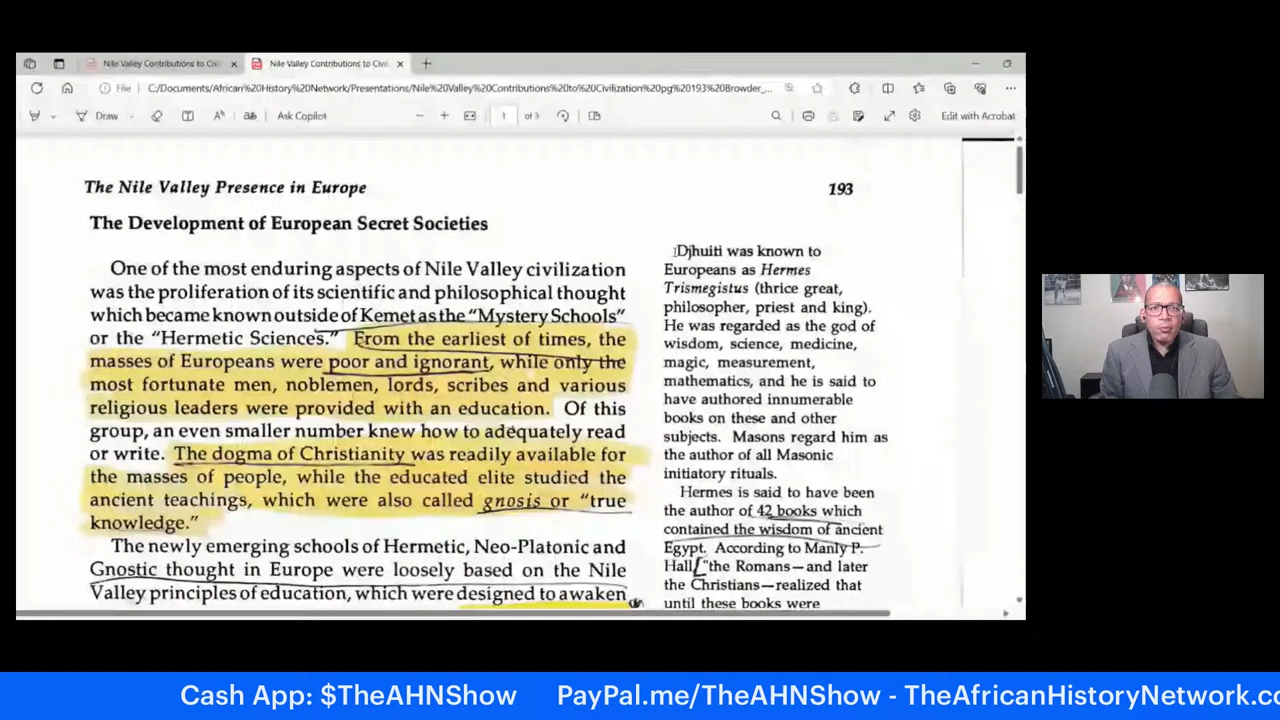 Nile Valley Contributions to Civi
Nile Valley Contributions to Civi
File
C:/Documents/African%20History%20Network/Presentations/Nile%20Valley%20Contributions%20to%20Civilization%20pg%20193%20Browder_...
Draw
Ask Copilot
1 of 3
Edit with Acrobat
The Nile Valley Presence in Europe
193
The Development of European Secret Societies
One of the most enduring aspects of Nile Valley civilization
was the proliferation of its scientific and philosophical thought
which became known outside of Kemet as the “Mystery Schools”
or the “Hermetic Sciences.” From the earliest of times, the
masses of Europeans were poor and ignorant, while only the
most fortunate men, noblemen, lords, scribes and various
religious leaders were provided with an education. Of this
group, an even smaller number knew how to adequately read
or write. The dogma of Christianity was readily available for
the masses of people, while the educated elite studied the
ancient teachings, which were also called gnosis or “true
knowledge.”
The newly emerging schools of Hermetic, Neo-Platonic and
Gnostic thought in Europe were loosely based on the Nile
Valley principles of education, which were designed to awaken
Djhuiti was known to
Europeans as Hermes
Trismegistus (thrice great,
philosopher, priest and king).
He was regarded as the god of
wisdom, science, medicine,
magic, measurement,
mathematics, and he is said to
have authored innumerable
books on these and other
subjects. Masons regard him as
the author of all Masonic
initiatory rituals.
Hermes is said to have been
the author of 42 books which
contained the wisdom of ancient
Egypt. According to Manly P.
Hall, “the Romans—and later
the Christians—realized that
until these books were
Cash App: $TheAHNShow PayPal.me/TheAHNShow - TheAfricanHistoryNetwork.co